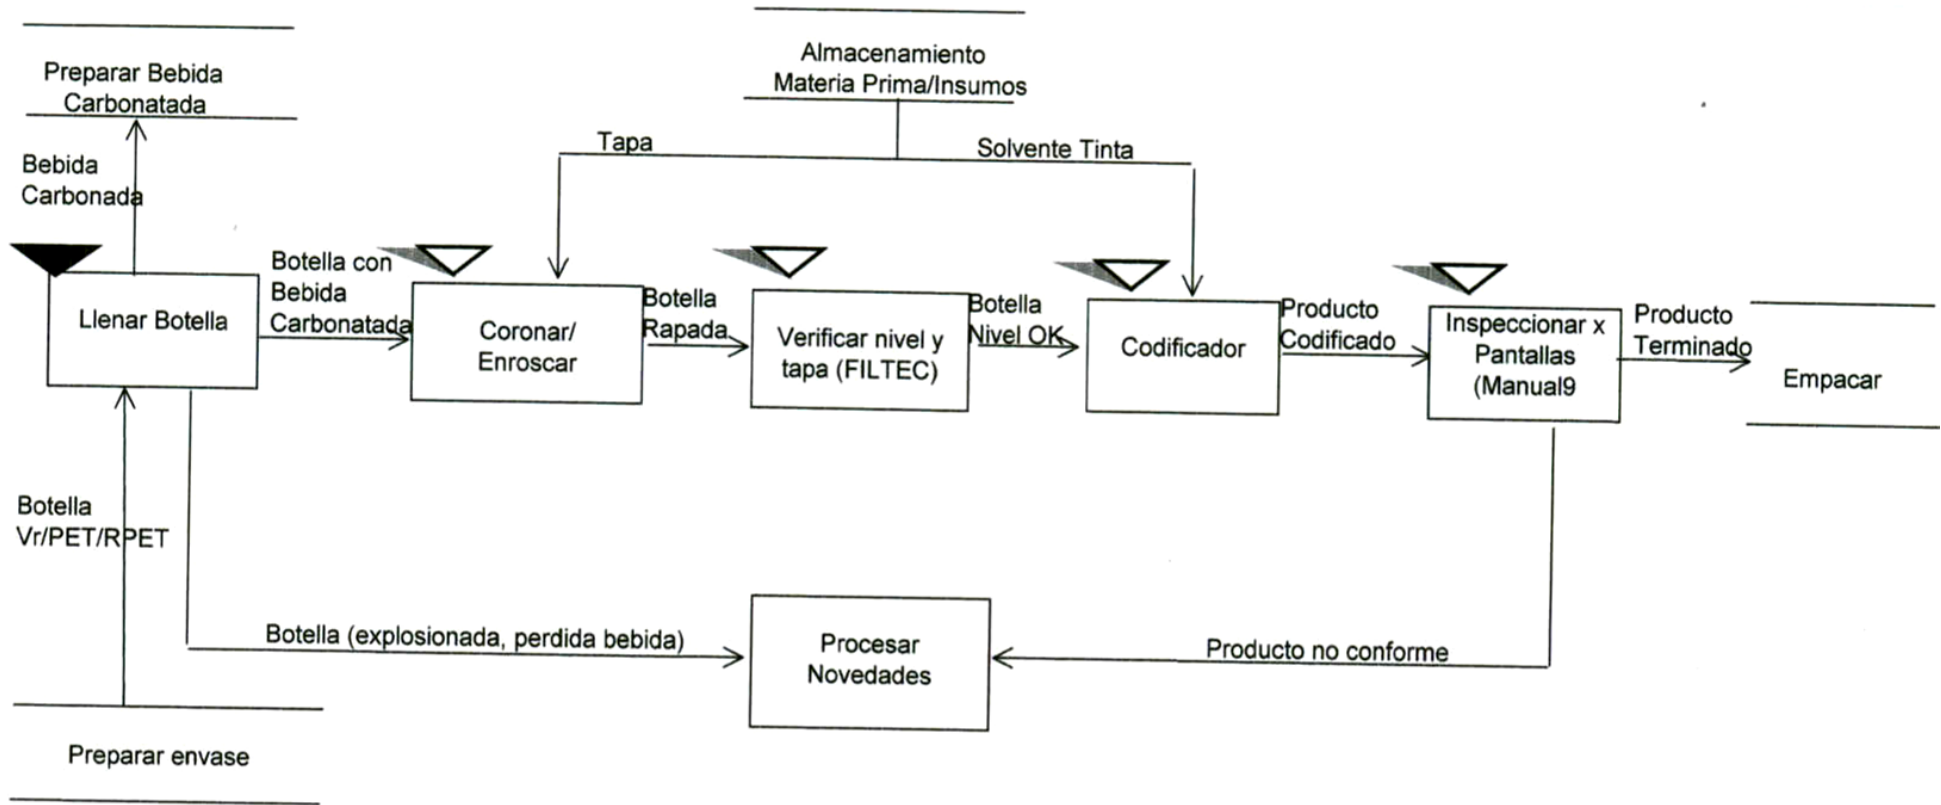 Preparar Bebida
Carbonatada
Almacenamiento
Materia Prima/Insumos
Tapa
Solvente Tinta
Bebida
Carbonada
Llenar Botella
Botella con
Bebida
Carbonatada
Coronar/
Enroscar
Botella
Rapada
Verificar nivel y
tapa (FILTEC)
Botella
Nivel OK
Codificador
Producto
Codificado
Inspeccionar x
Pantallas
(Manual9
Producto
Terminado
Empacar
Botella
Vr/PET/RPET
Botella (explosionada, perdida bebida)
Procesar
Novedades
Producto no conforme
Preparar envase